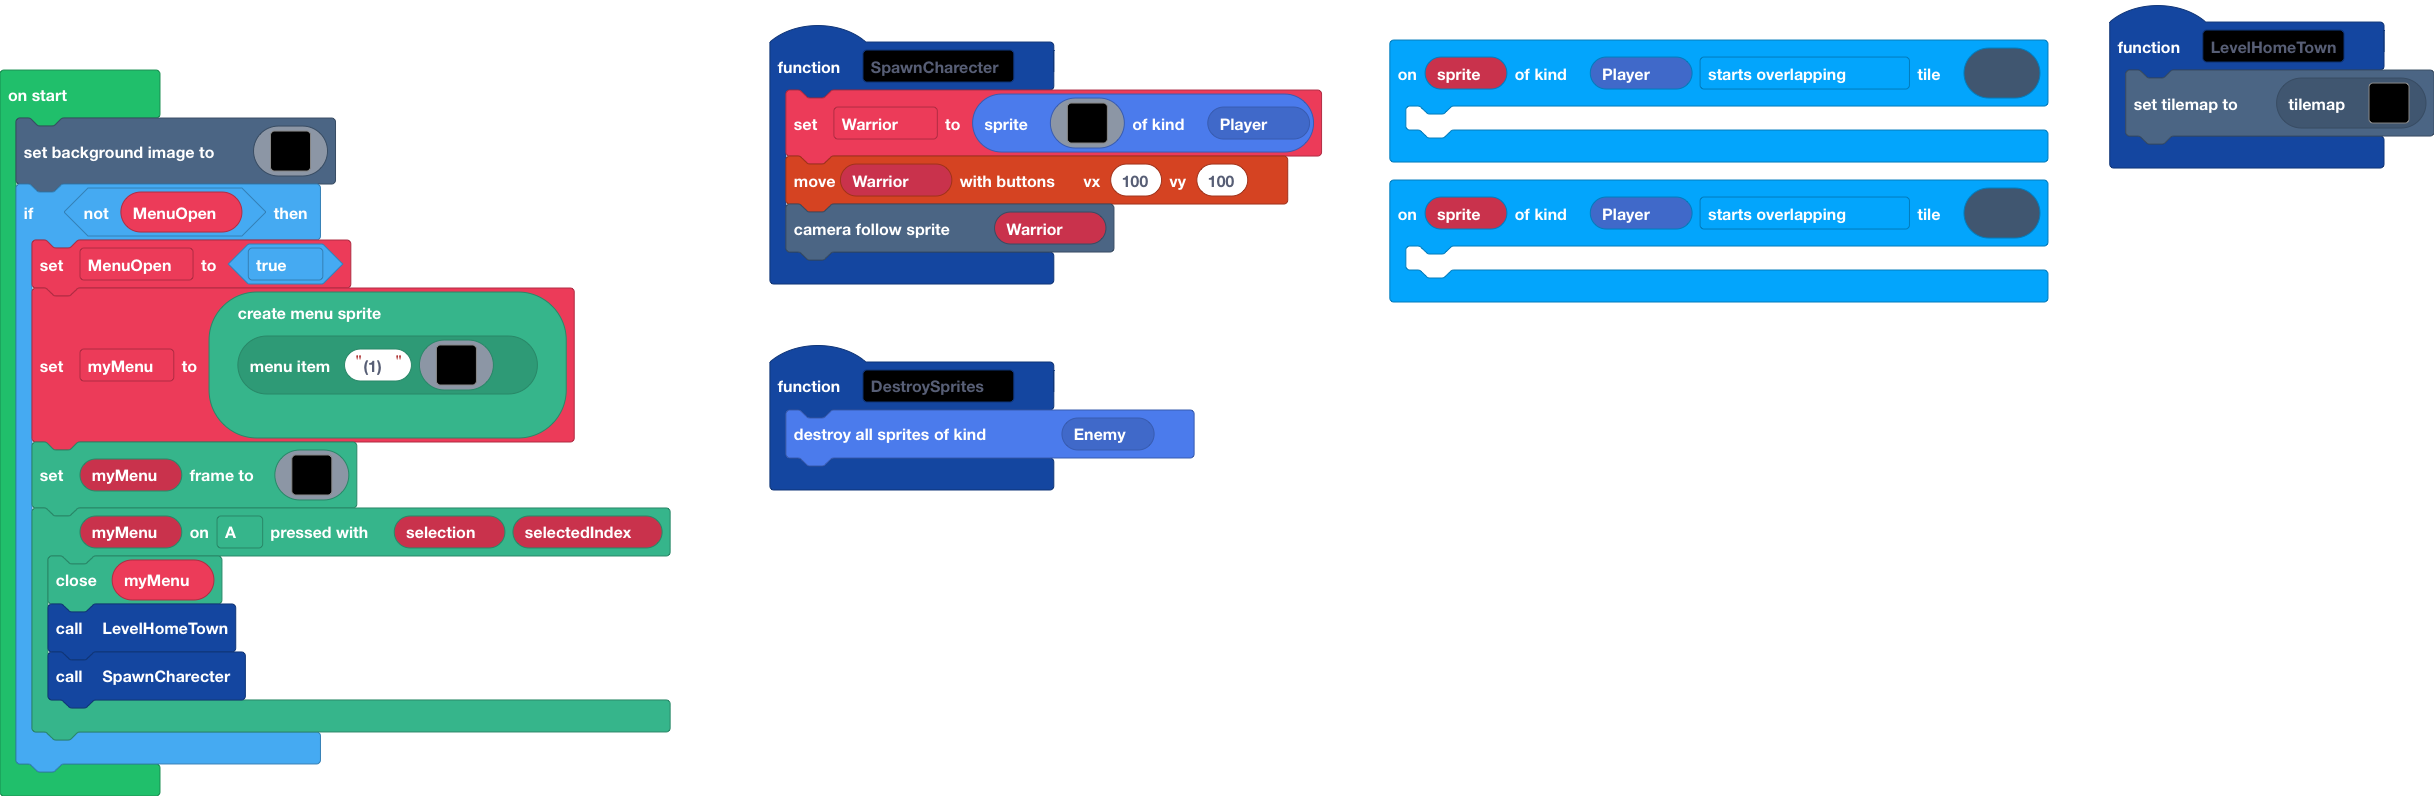 on start
set background image to
if not MenuOpen then
set MenuOpen to true
set myMenu to create menu sprite
menu item "(1) "
set myMenu frame to
myMenu on A pressed with selection selectedIndex
close myMenu
call LevelHomeTown
call SpawnCharecter
function SpawnCharecter
set Warrior to sprite of kind Player
move Warrior with buttons vx 100 vy 100
camera follow sprite Warrior
function DestroySprites
destroy all sprites of kind Enemy
on sprite of kind Player starts overlapping tile
on sprite of kind Player starts overlapping tile
function LevelHomeTown
set tilemap to tilemap